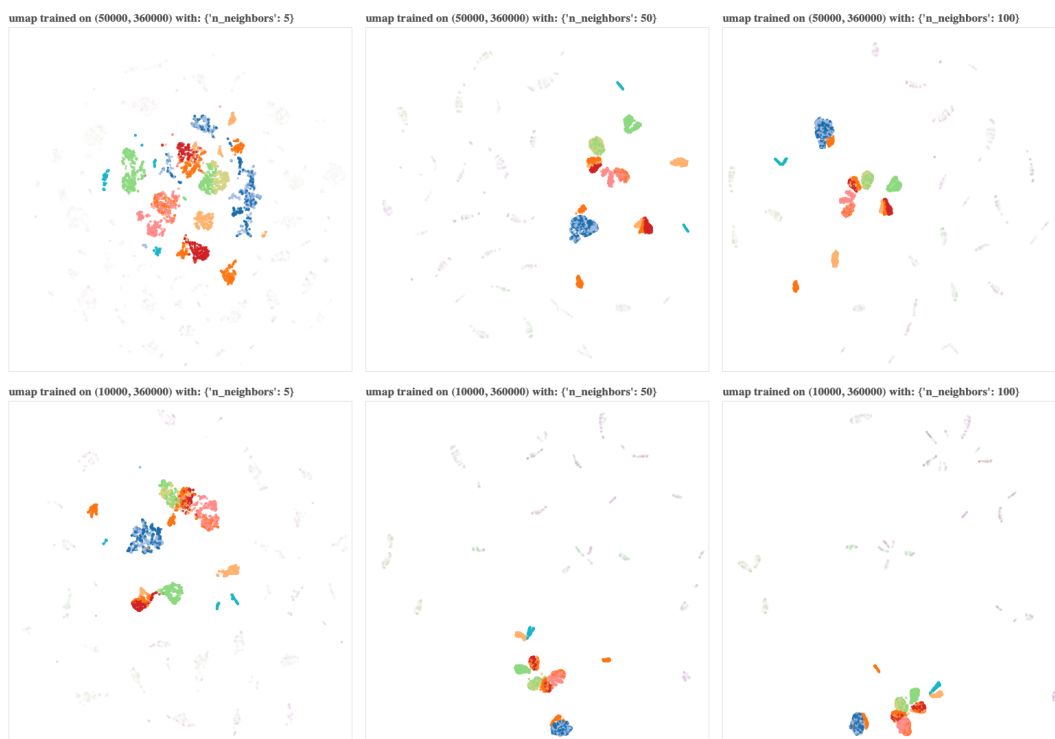 umap trained on (50000, 360000) with: {'n_neighbors': 5}
umap trained on (50000, 360000) with: {'n_neighbors': 50}
umap trained on (50000, 360000) with: {'n_neighbors': 100}
umap trained on (10000, 360000) with: {'n_neighbors': 5}
umap trained on (10000, 360000) with: {'n_neighbors': 50}
umap trained on (10000, 360000) with: {'n_neighbors': 100}